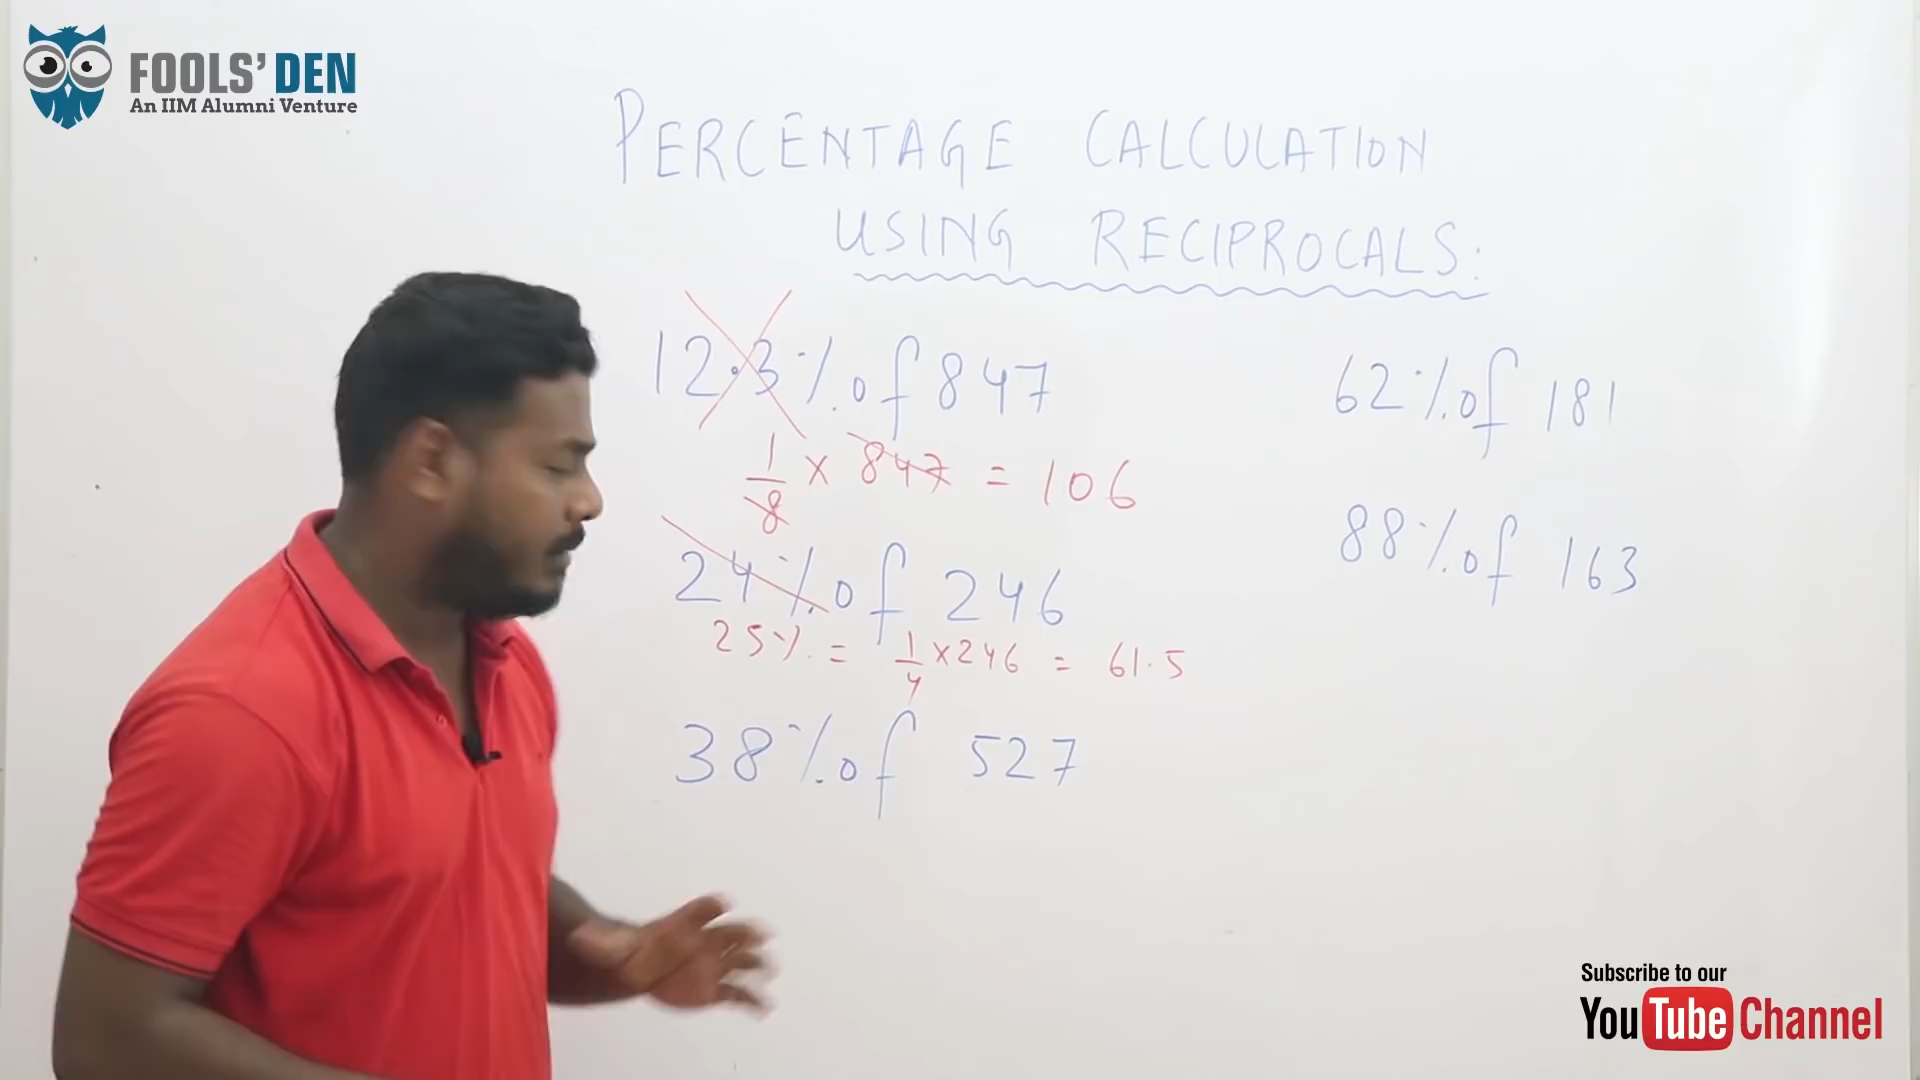 FOOLS' DEN
An IIM Alumni Venture
PERCENTAGE CALCULATION
USING RECIPROCALS:
12.3% of 847
1/8 × 847 = 106
24% of 246
25% = 1/4 × 246 = 61.5
38% of 527
62% of 181
88% of 163
Subscribe to our
YouTube Channel